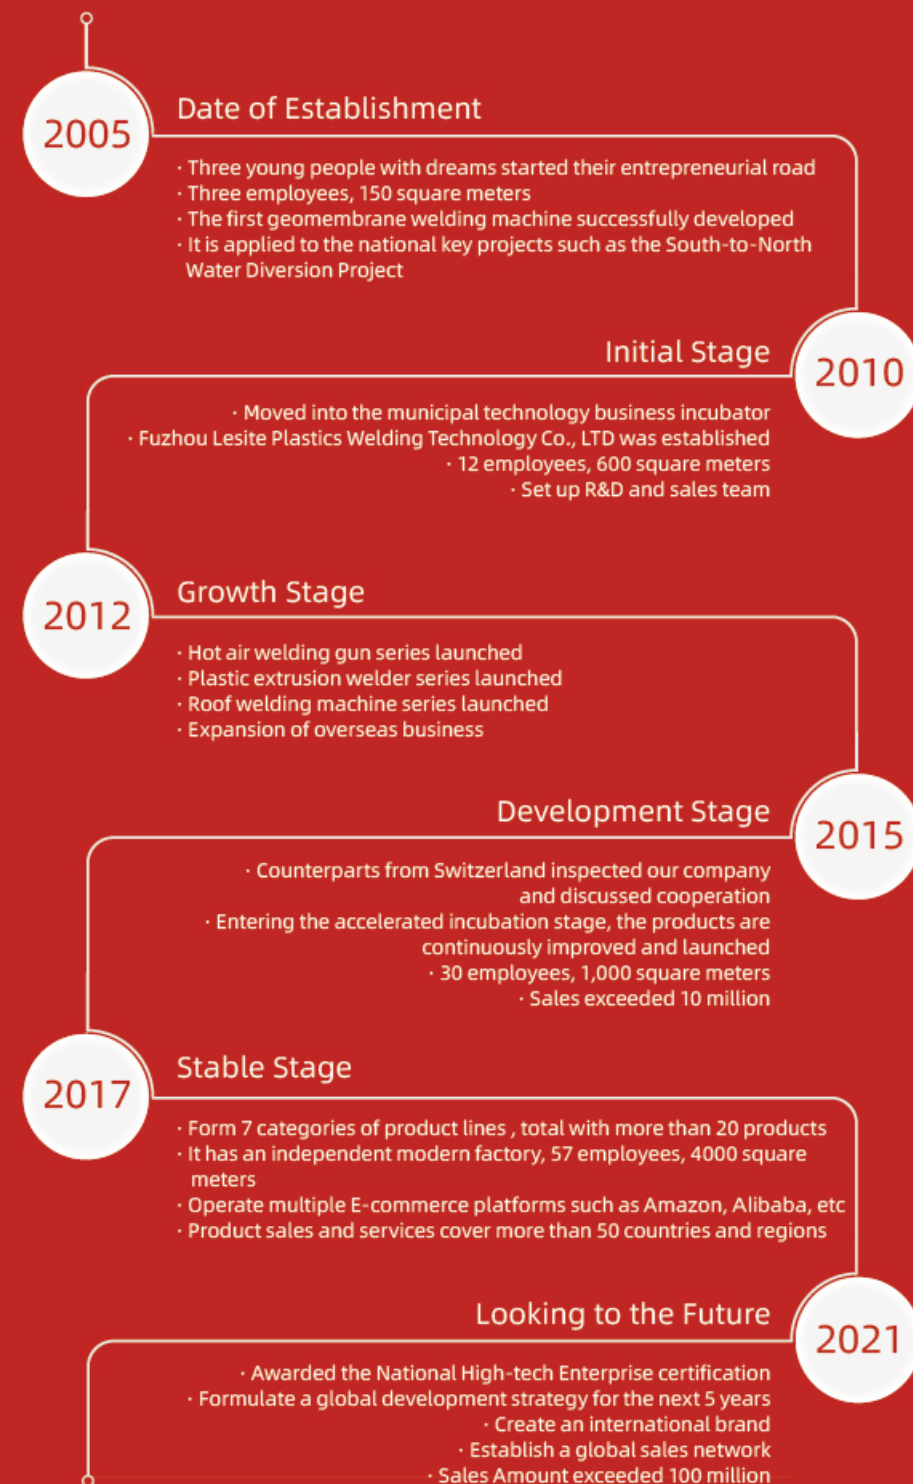 2005
Date of Establishment
· Three young people with dreams started their entrepreneurial road
· Three employees, 150 square meters
· The first geomembrane welding machine successfully developed
· It is applied to the national key projects such as the South-to-North
Water Diversion Project
Initial Stage
2010
· Moved into the municipal technology business incubator
· Fuzhou Lesite Plastics Welding Technology Co., LTD was established
· 12 employees, 600 square meters
· Set up R&D and sales team
2012
Growth Stage
· Hot air welding gun series launched
· Plastic extrusion welder series launched
· Roof welding machine series launched
· Expansion of overseas business
Development Stage
2015
· Counterparts from Switzerland inspected our company
and discussed cooperation
· Entering the accelerated incubation stage, the products are
continuously improved and launched
· 30 employees, 1,000 square meters
· Sales exceeded 10 million
2017
Stable Stage
· Form 7 categories of product lines , total with more than 20 products
· It has an independent modern factory, 57 employees, 4000 square
meters
· Operate multiple E-commerce platforms such as Amazon, Alibaba, etc
· Product sales and services cover more than 50 countries and regions
Looking to the Future
2021
· Awarded the National High-tech Enterprise certification
· Formulate a global development strategy for the next 5 years
· Create an international brand
· Establish a global sales network
· Sales Amount exceeded 100 million